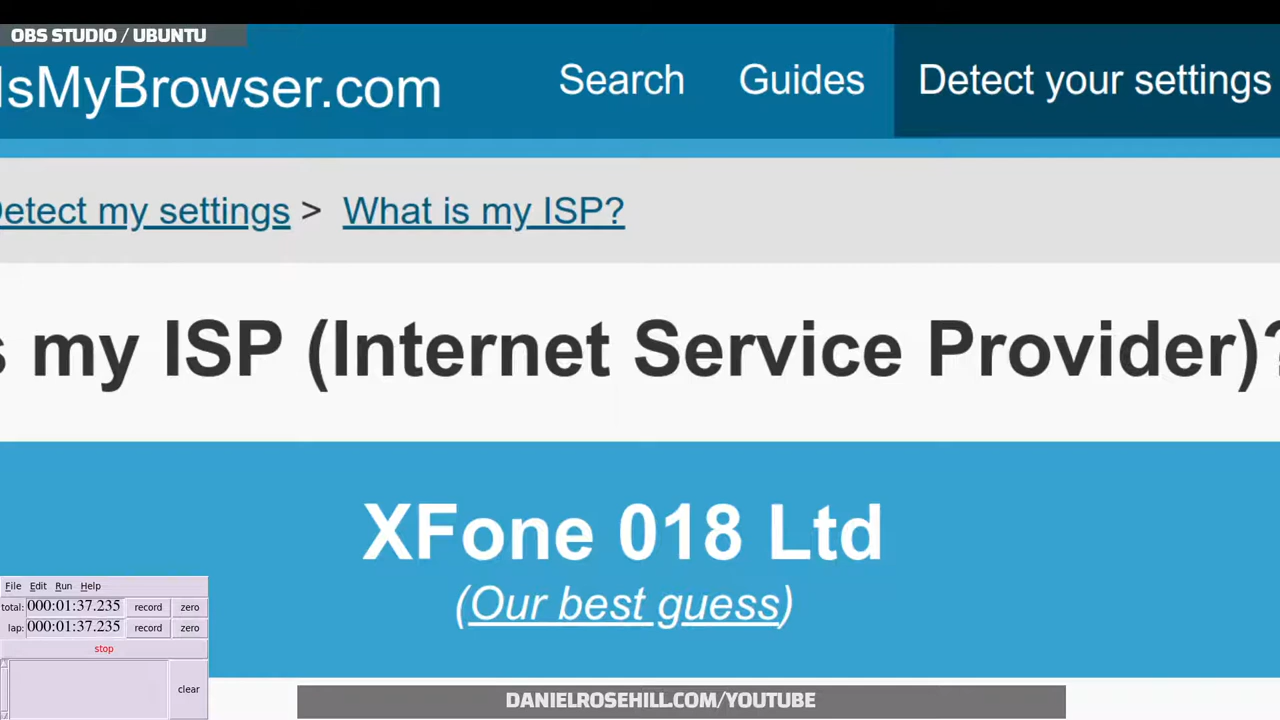 OBS STUDIO / UBUNTU
IsMyBrowser.com
Search
Guides
Detect your settings
Detect my settings > What is my ISP?
s my ISP (Internet Service Provider)?
XFone 018 Ltd
(Our best guess)
File Edit Run Help
total: 000:01:37.235 record zero
lap: 000:01:37.235 record zero
stop
clear
DANIELROSEHILL.COM/YOUTUBE